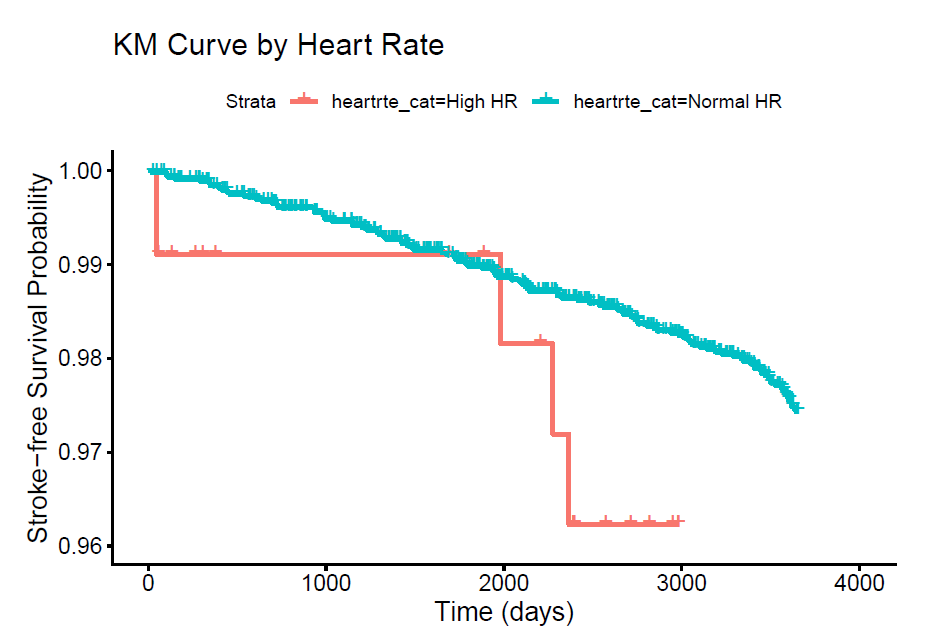 KM Curve by Heart Rate
Strata heartrte_cat=High HR heartrte_cat=Normal HR
Stroke−free Survival Probability
1.00
0.99
0.98
0.97
0.96
0 1000 2000 3000 4000
Time (days)